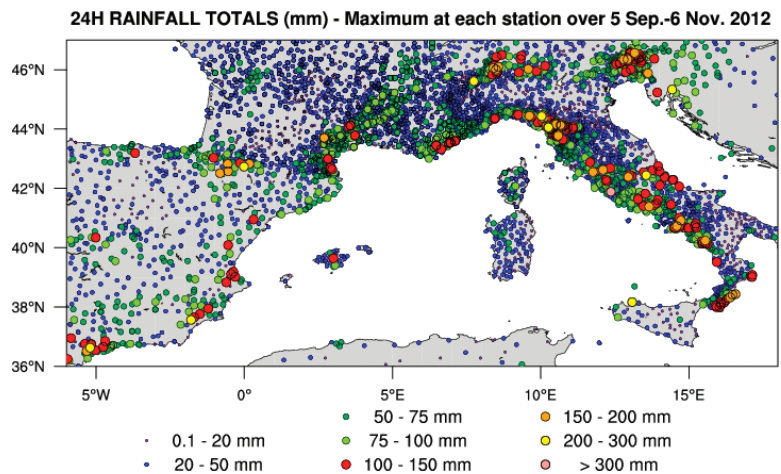 24H RAINFALL TOTALS (mm) - Maximum at each station over 5 Sep.-6 Nov. 2012
46°N
44°N
42°N
40°N
38°N
36°N
5°W 0° 5°E 10°E 15°E
0.1 - 20 mm
20 - 50 mm
50 - 75 mm
75 - 100 mm
100 - 150 mm
150 - 200 mm
200 - 300 mm
> 300 mm